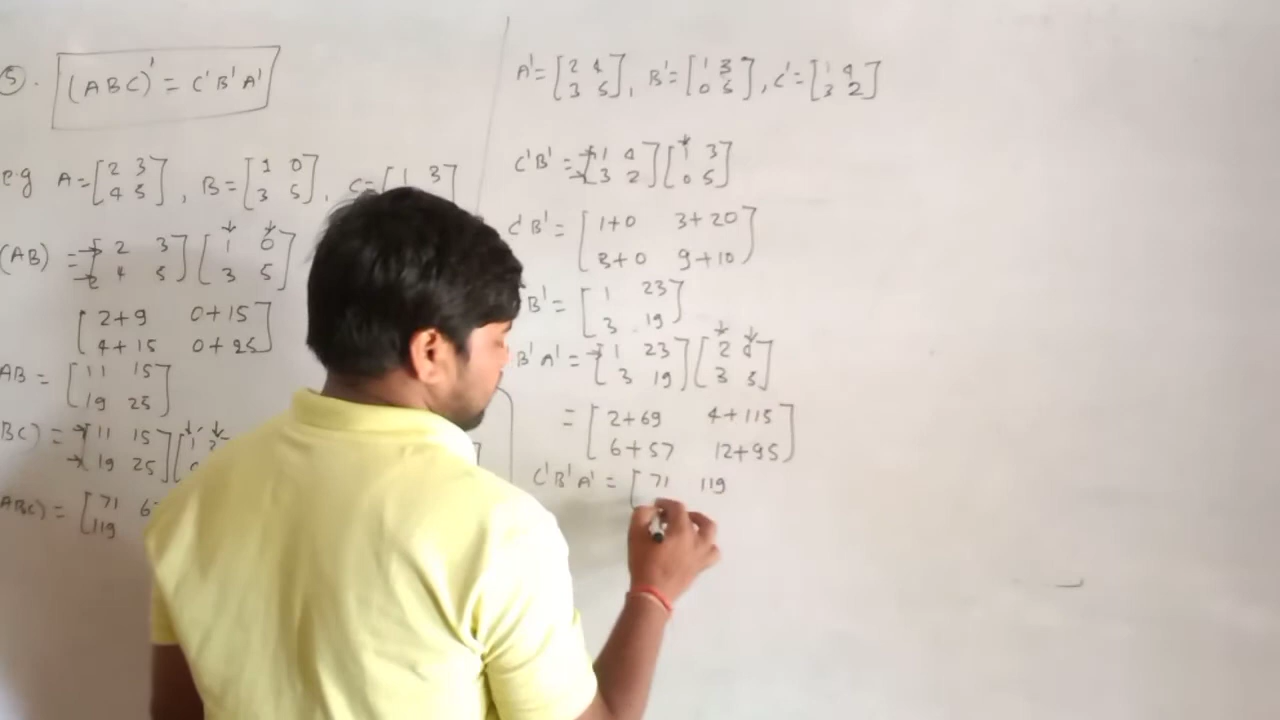 5. (ABC)' = C'B'A'
e.g A = [2 3
4 5], B = [1 0
3 5], C = [1 3
(AB) = [2 3
4 5] [1 0
3 5]
[2+9 0+15
4+15 0+25]
AB = [11 15
19 25]
BC) = [11 15
19 25] [1
ABC) = [71 6
119
A' = [2 4
3 5], B' = [1 3
0 5], C' = [1 4
3 2]
C'B' = [1 4
3 2] [1 3
0 5]
C'B' = [1+0 3+20
3+0 9+10]
B' = [1 23
3 19]
B'A' = [1 23
3 19] [2 4
3 5]
= [2+69 4+115
6+57 12+95]
C'B'A' = [71 119